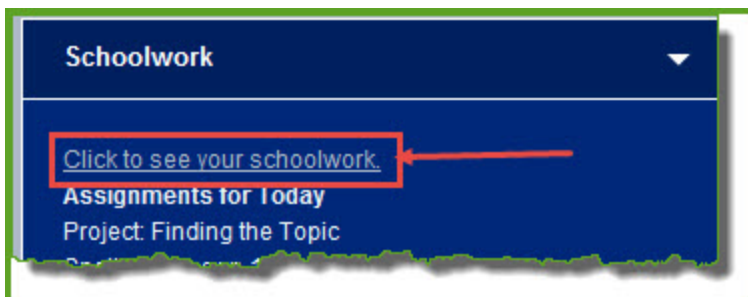 Schoolwork
Click to see your schoolwork.
Assignments for Today
Project: Finding the Topic